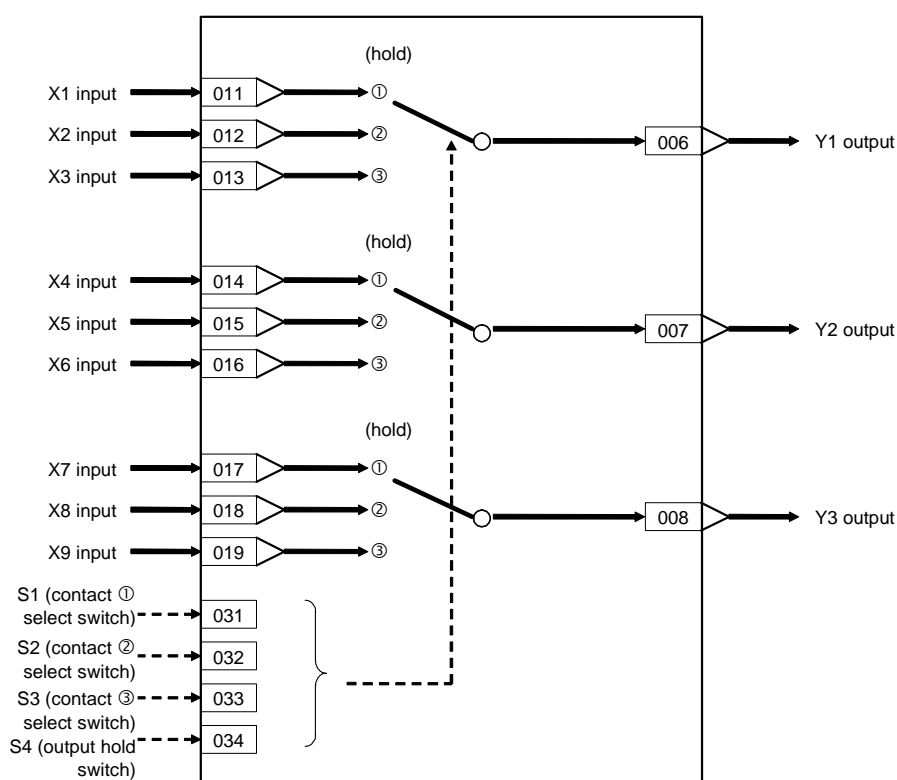 (hold)
X1 input 011 ①
X2 input 012 ② 006 Y1 output
X3 input 013 ③
(hold)
X4 input 014 ①
X5 input 015 ② 007 Y2 output
X6 input 016 ③
(hold)
X7 input 017 ①
X8 input 018 ② 008 Y3 output
X9 input 019 ③
S1 (contact ①
select switch) 031
S2 (contact ②
select switch) 032
S3 (contact ③
select switch) 033
S4 (output hold
switch) 034